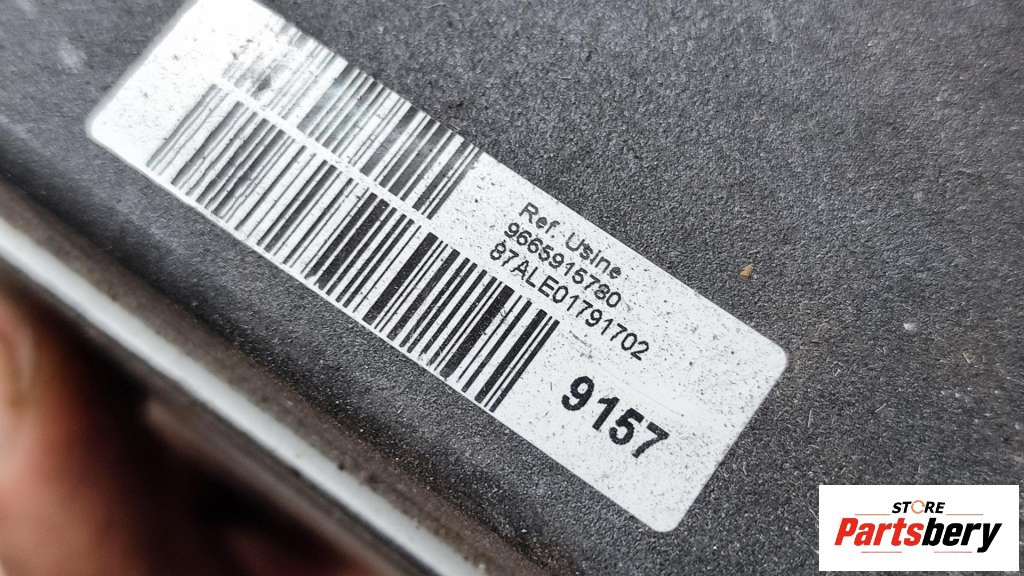 Ref. Usine
9665915780
87ALE01791702
9157
STORE
Partsbery